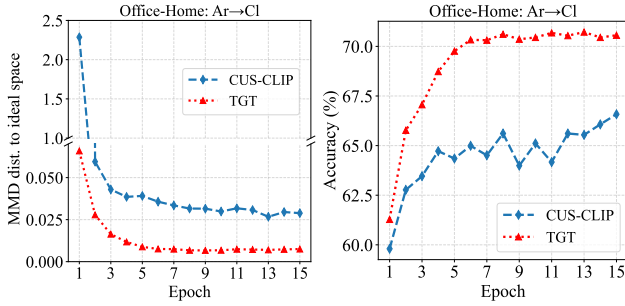 Office-Home: Ar→Cl
MMD dist. to ideal space
2.5
2.0
1.5
1.0
0.050
0.025
0.000
CUS-CLIP
TGT
1 3 5 7 9 11 13 15
Epoch
Office-Home: Ar→Cl
Accuracy (%)
70.0
67.5
65.0
62.5
60.0
CUS-CLIP
TGT
1 3 5 7 9 11 13 15
Epoch